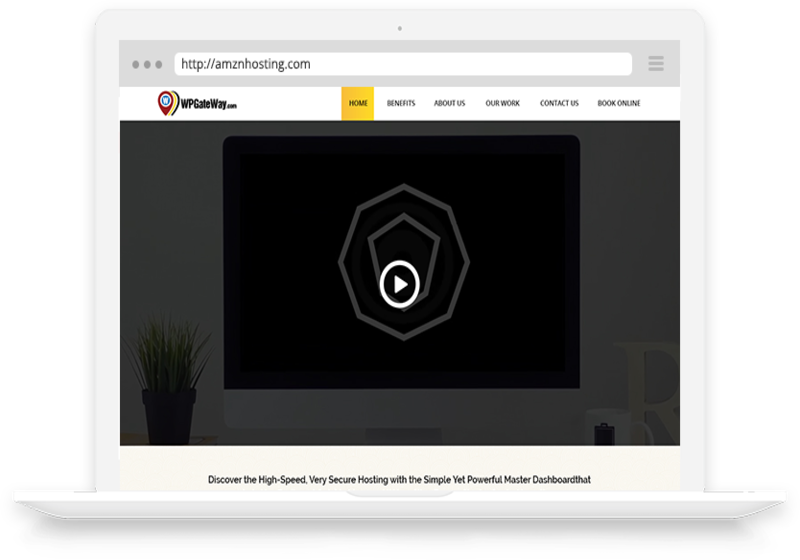 http://amznhosting.com
WPGateWay.com
HOME BENEFITS ABOUT US OUR WORK CONTACT US BOOK ONLINE
R
Discover the High-Speed, Very Secure Hosting with the Simple Yet Powerful Master Dashboardthat